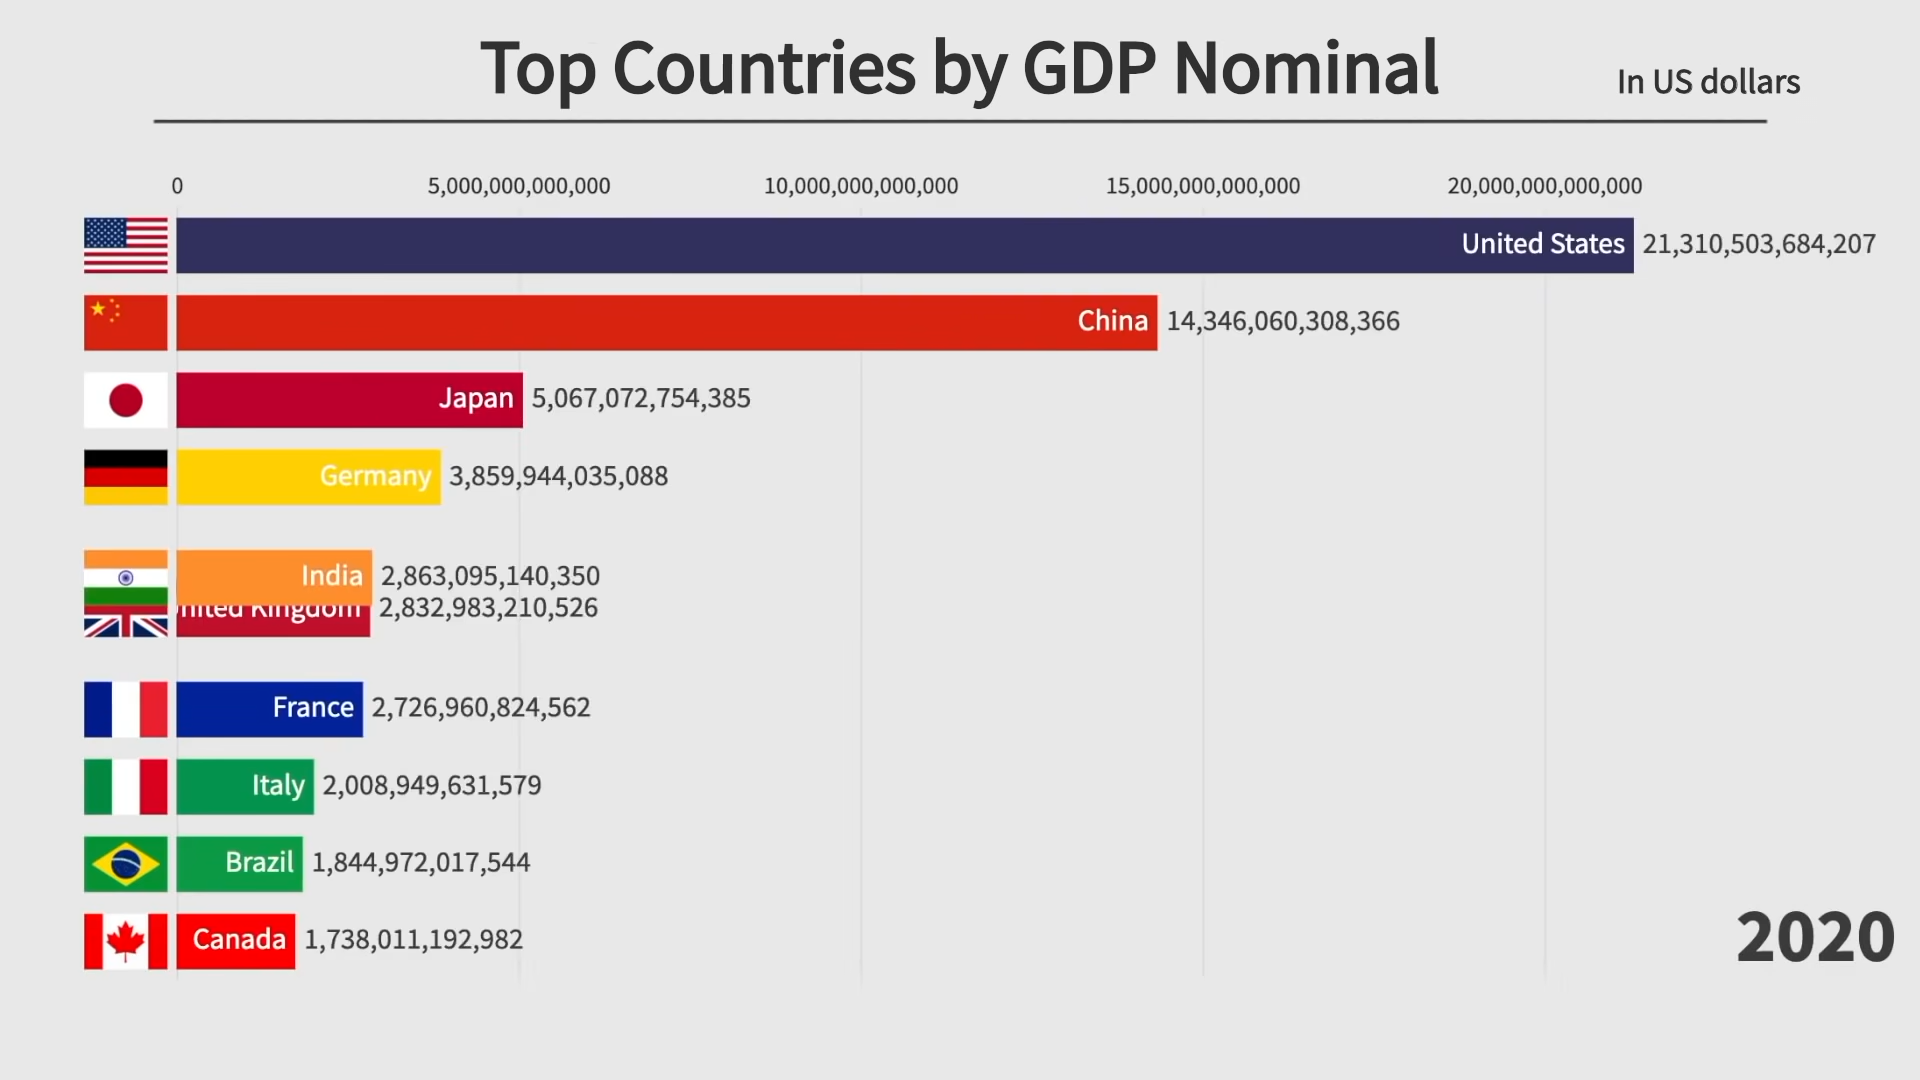 Top Countries by GDP Nominal
In US dollars
0 5,000,000,000,000 10,000,000,000,000 15,000,000,000,000 20,000,000,000,000
United States 21,310,503,684,207
China 14,346,060,308,366
Japan 5,067,072,754,385
Germany 3,859,944,035,088
India 2,863,095,140,350
United Kingdom 2,832,983,210,526
France 2,726,960,824,562
Italy 2,008,949,631,579
Brazil 1,844,972,017,544
Canada 1,738,011,192,982
2020